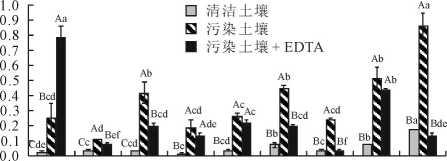 1.0
0.9
0.8
0.7
0.6
0.5
0.4
0.3
0.2
0.1
0.0
清洁土壤
污染土壤
污染土壤+EDTA
Cde Bcd Aa
Cc Ad Bef
Ccd Ab Bcd
Bc Acd Ade
Bcd Ac Ac
Bb Ab Bcd
Bc Acd Bf
Bb Ab Ab
Ba Aa Bcd